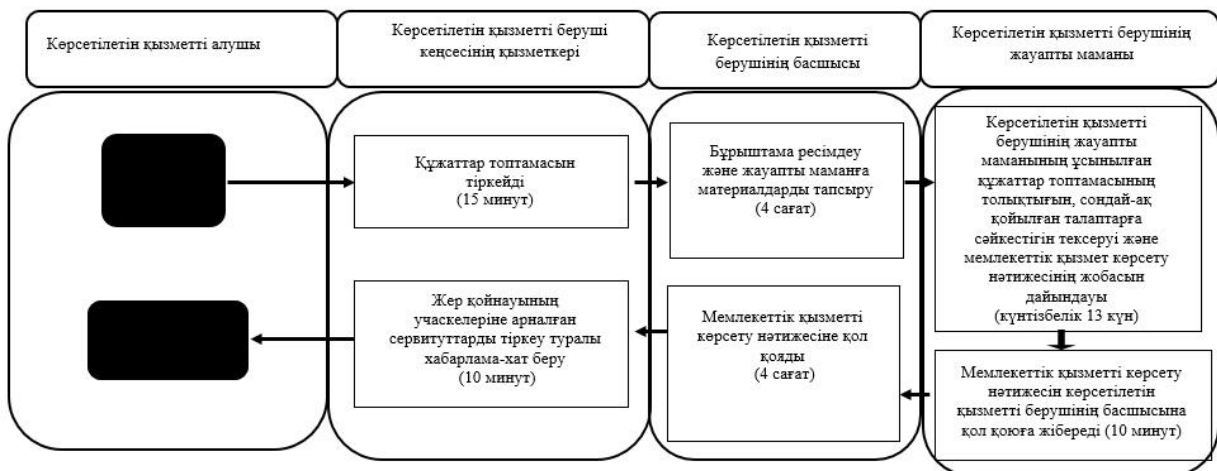 Көрсетілетін қызметті алушы
Көрсетілетін қызметті беруші
кеңсесінің қызметкері
Көрсетілетін қызметті
берушінің басшысы
Көрсетілетін қызметті берушінің
жауапты маманы
Құжаттар топтамасын
тіркейді
(15 минут)
Бұрыштама ресімдеу
және жауапты маманға
материалдарды тапсыру
(4 сағат)
Көрсетілетін қызметті
берушінің жауапты
маманының ұсынылған
құжаттар топтамасының
толықтығын, сондай-ақ
қойылған талаптарға
сәйкестігін тексеруі және
мемлекеттік қызмет көрсету
нәтижесінің жобасын
дайындауы
(күнтізбелік 13 күн)
Жер қойнауының
учаскелеріне арналған
сервитуттарды тіркеу туралы
хабарлама-хат беру
(10 минут)
Мемлекеттік қызметті
көрсету нәтижесіне қол
қояды
(4 сағат)
Мемлекеттік қызметті көрсету
нәтижесін көрсетілетін
қызметті берушінің басшысына
қол қоюға жібереді (10 минут)